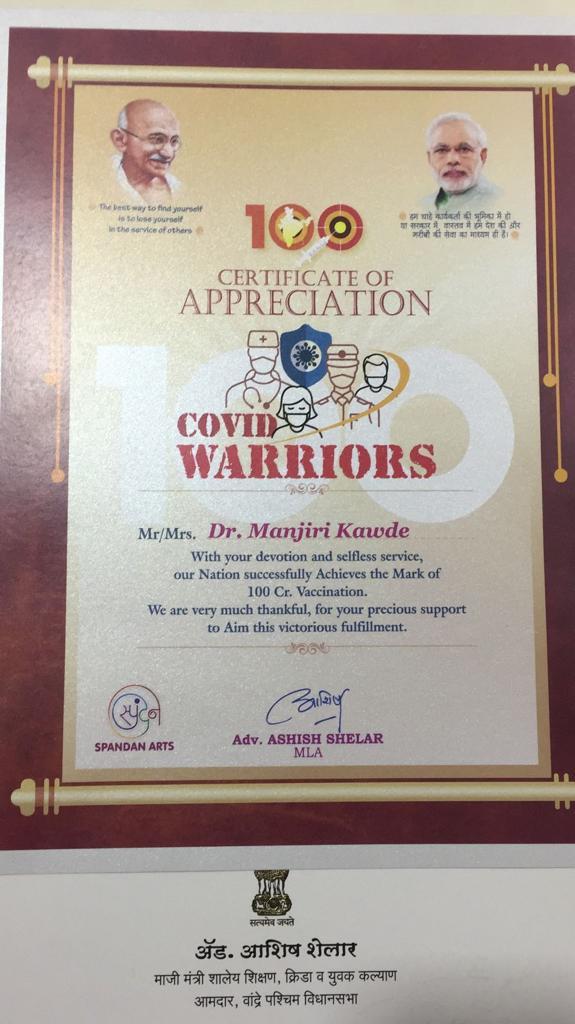 The best way to find yourself
is to lose yourself
in the service of others
हम चाहे कार्यकर्ता की भूमिका में हो
या सरकार में, वास्तव में हम देश की और
गरीबों की सेवा का माध्यम ही हैं।
100
CERTIFICATE OF
APPRECIATION
100
COVID
WARRIORS
Mr/Mrs. Dr. Manjiri Kawde
With your devotion and selfless service,
our Nation successfully Achieves the Mark of
100 Cr. Vaccination.
We are very much thankful, for your precious support
to Aim this victorious fulfillment.
स्पंदन
SPANDAN ARTS
आशिष
Adv. ASHISH SHELAR
MLA
सत्यमेव जयते
ॲड. आशिष शेलार
माजी मंत्री शालेय शिक्षण, क्रिडा व युवक कल्याण
आमदार, वांद्रे पश्चिम विधानसभा